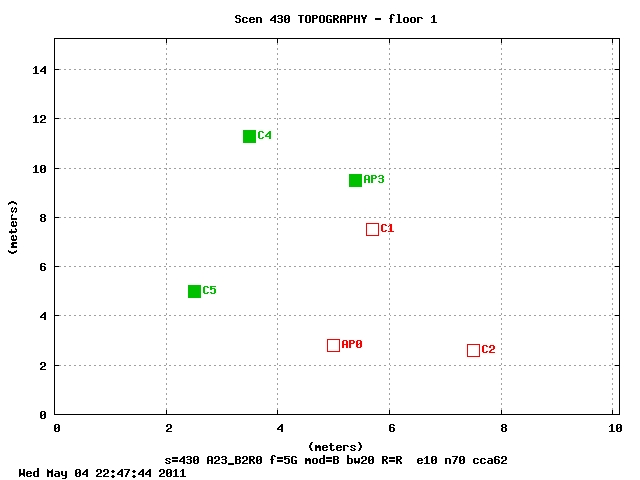 Scen 430 TOPOGRAPHY - floor 1
14
12
C4
10
AP3
8
C1
(meters)
6
C5
4
AP0
C2
2
0
0 2 4 6 8 10
(meters)
s=430 A23_B2R0 f=5G mod=B bw20 R=R  e10 n70 cca62
Wed May 04 22:47:44 2011